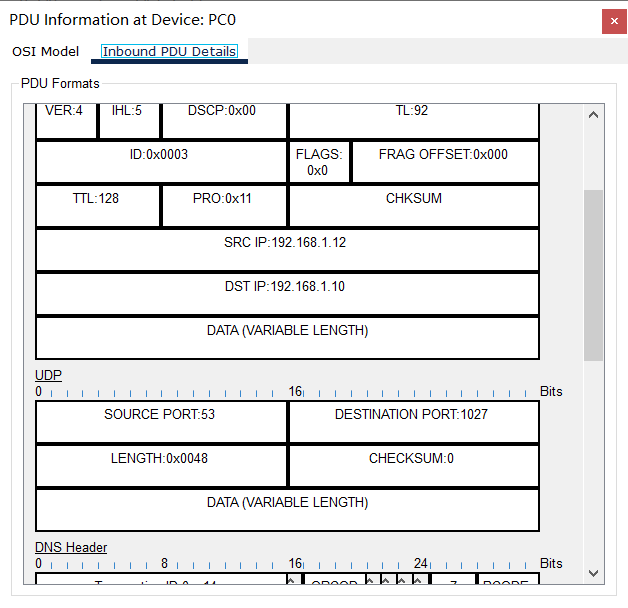 PDU Information at Device: PC0
OSI Model Inbound PDU Details
PDU Formats
VER:4 IHL:5 DSCP:0x00 TL:92
ID:0x0003 FLAGS: 0x0 FRAG OFFSET:0x000
TTL:128 PRO:0x11 CHKSUM
SRC IP:192.168.1.12
DST IP:192.168.1.10
DATA (VARIABLE LENGTH)
UDP
0 16 Bits
SOURCE PORT:53 DESTINATION PORT:1027
LENGTH:0x0048 CHECKSUM:0
DATA (VARIABLE LENGTH)
DNS Header
0 8 16 24 Bits